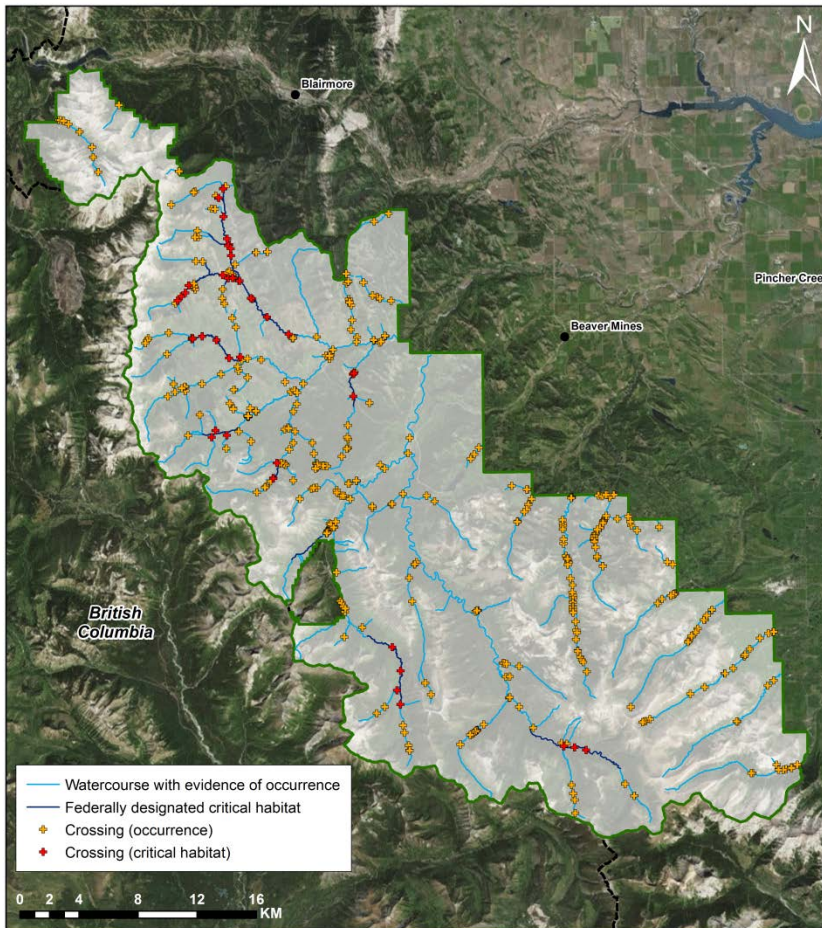 N
Blairmore
Pincher Cree
Beaver Mines
British
Columbia
Watercourse with evidence of occurrence
Federally designated critical habitat
Crossing (occurrence)
Crossing (critical habitat)
0 2 4 8 12 16
KM